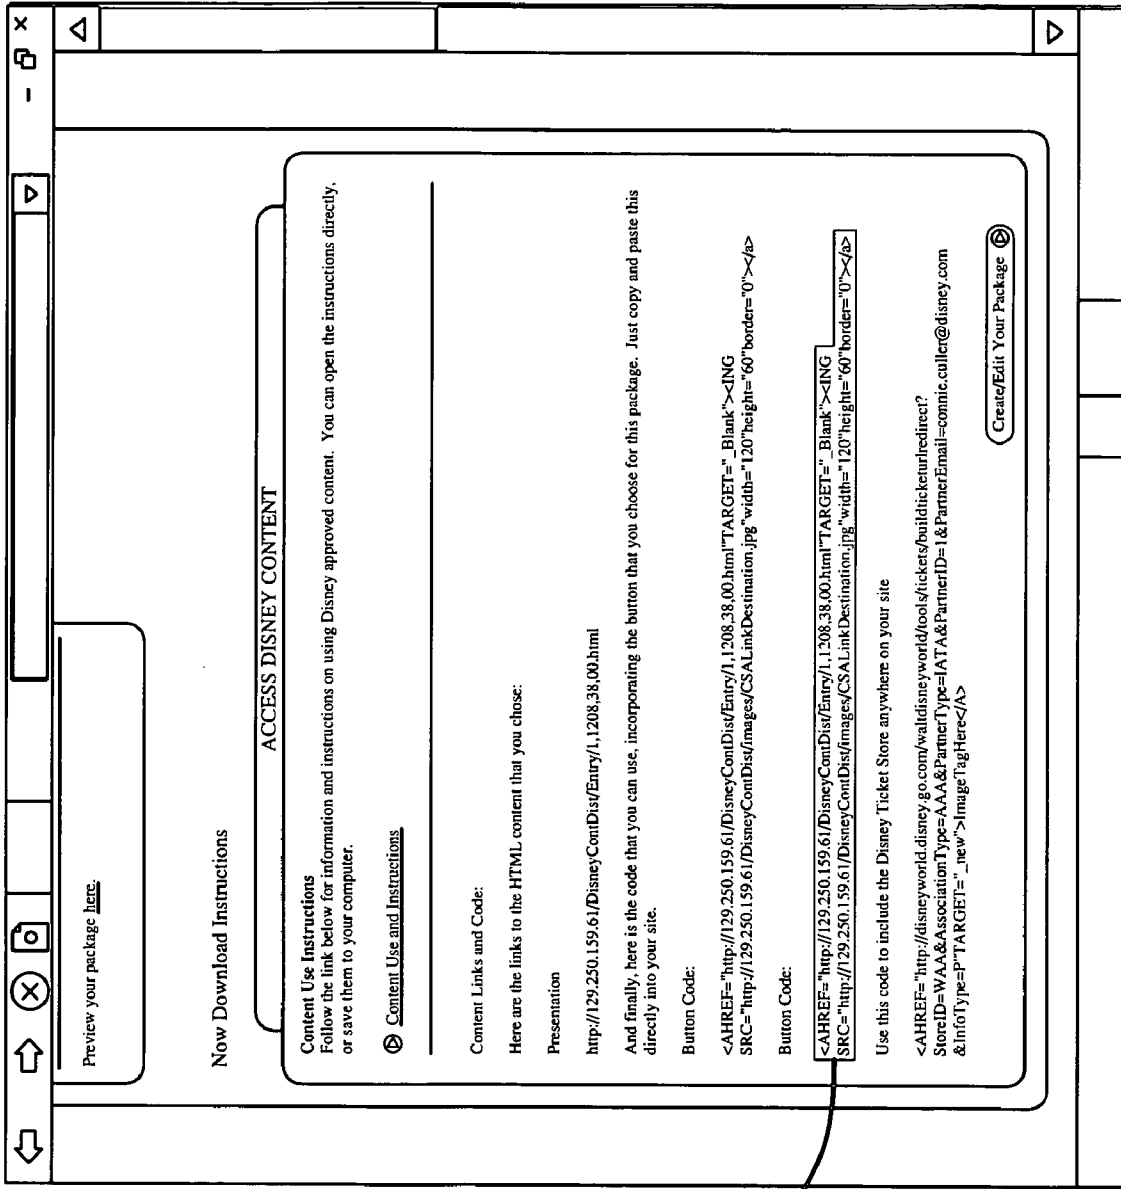 Preview your package here.
Now Download Instructions
ACCESS DISNEY CONTENT
Content Use Instructions
Follow the link below for information and instructions on using Disney approved content. You can open the instructions directly,
or save them to your computer.
Content Use and Instructions
Content Links and Code:
Here are the links to the HTML content that you chose:
Presentation
http://129.250.159.61/DisneyContDist/Entry/1,1208,38,00.html
And finally, here is the code that you can use, incorporating the button that you choose for this package. Just copy and paste this
directly into your site.
Button Code:
<AHREF="http://129.250.159.61/DisneyContDist/Entry/1,1208,38,00.html"TARGET="_Blank"><ING
SRC="http://129.250.159.61/DisneyContDist/images/CSALinkDestination.jpg"width="120"height="60"border="0"></a>
Button Code:
<AHREF="http://129.250.159.61/DisneyContDist/Entry/1,1208,38,00.html"TARGET="_Blank"><ING
SRC="http://129.250.159.61/DisneyContDist/images/CSALinkDestination.jpg"width="120"height="60"border="0"></a>
Use this code to include the Disney Ticket Store anywhere on your site
<AHREF="http://disneyworld.disney.go.com/waltdisneyworld/tools/tickets/buildticketurlredirect?
StoreID=WAA&AssociationType=AAA&PartnerType=IATA&PartnerID=1&PartnerEmail=connie.culler@disney.com
&InfoType=P"TARGET="_new">ImageTagHere</A>
Create/Edit Your Package